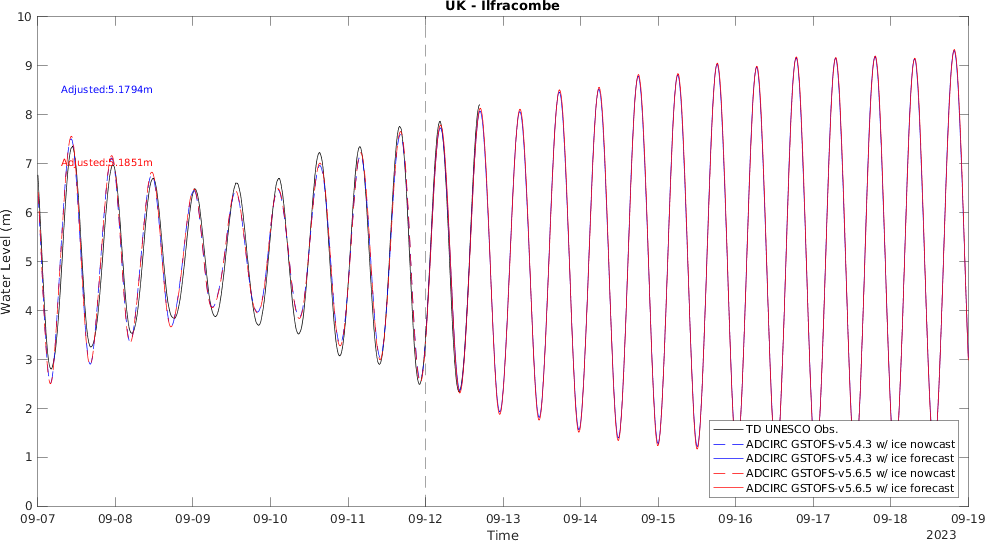 UK - Ilfracombe
10
9
8
7
6
5
4
3
2
1
0
Water Level (m)
Adjusted:5.1794m
Adjusted:5.1851m
TD UNESCO Obs.
ADCIRC GSTOFS-v5.4.3 w/ ice nowcast
ADCIRC GSTOFS-v5.4.3 w/ ice forecast
ADCIRC GSTOFS-v5.6.5 w/ ice nowcast
ADCIRC GSTOFS-v5.6.5 w/ ice forecast
09-07 09-08 09-09 09-10 09-11 09-12 09-13 09-14 09-15 09-16 09-17 09-18 09-19
Time
2023